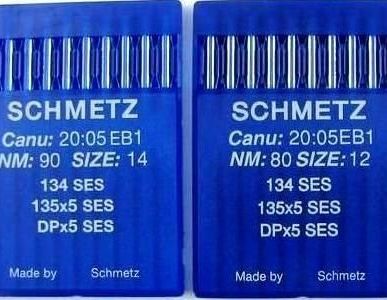 SCHMETZ
Canu: 20:05 EB1
NM: 90 SIZE: 14
134 SES
135x5 SES
DPx5 SES
Made by Schmetz
SCHMETZ
Canu: 20:05EB1
NM: 80 SIZE: 12
134 SES
135x5 SES
DPx5 SES
Made by Schmetz